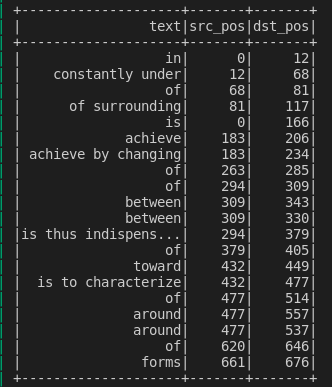 +--------------------+-------+-------+
|                text|src_pos|dst_pos|
+--------------------+-------+-------+
|                  in|      0|     12|
|    constantly under|     12|     68|
|                  of|     68|     81|
|      of surrounding|     81|    117|
|                  is|      0|    166|
|             achieve|    183|    206|
| achieve by changing|    183|    234|
|                  of|    263|    285|
|                  of|    294|    309|
|             between|    309|    343|
|             between|    309|    330|
|is thus indispens...|    294|    379|
|                  of|    379|    405|
|              toward|    432|    449|
|  is to characterize|    432|    477|
|                  of|    477|    514|
|              around|    477|    557|
|              around|    477|    537|
|                  of|    620|    646|
|               forms|    661|    676|
+--------------------+-------+-------+